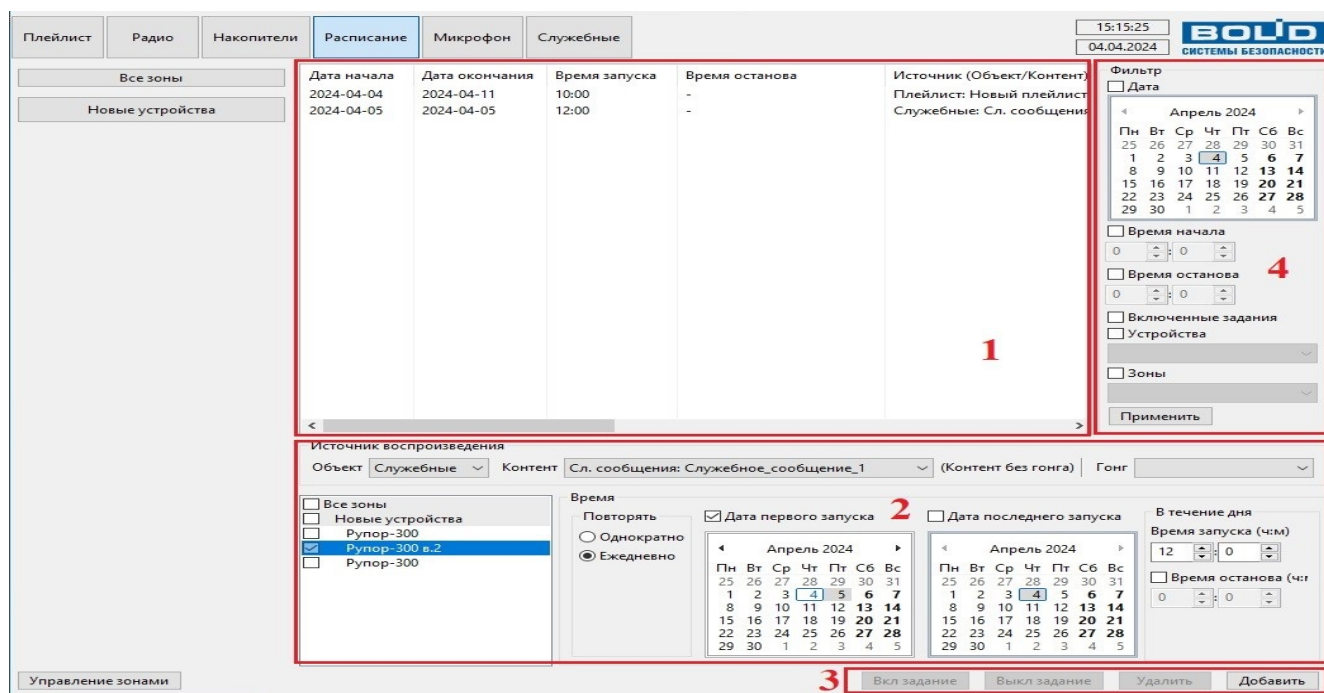 Плейлист Радио Накопители Расписание Микрофон Служебные 15:15:25
04.04.2024
BOLID
СИСТЕМЫ БЕЗОПАСНОСТИ
Все зоны
Новые устройства
Дата начала Дата окончания Время запуска Время останова Источник (Объект/Контент)
2024-04-04 2024-04-11 10:00 - Плейлист: Новый плейлист
2024-04-05 2024-04-05 12:00 - Служебные: Сл. сообщения
1
Фильтр
Дата
Апрель 2024
Пн Вт Ср Чт Пт Сб Вс
25 26 27 28 29 30 31
1 2 3 4 5 6 7
8 9 10 11 12 13 14
15 16 17 18 19 20 21
22 23 24 25 26 27 28
29 30 1 2 3 4 5
Время начала
0 : 0
Время останова
0 : 0
4
Включенные задания
Устройства
Зоны
Применить
Источник воспроизведения
Объект Служебные Контент Сл. сообщения: Служебное_сообщение_1 (Контент без гонга) Гонг
Все зоны
Новые устройства
Рупор-300
Рупор-300 в.2
Рупор-300
Время
2
Повторять
Однократно
Ежедневно
Дата первого запуска
Апрель 2024
Пн Вт Ср Чт Пт Сб Вс
25 26 27 28 29 30 31
1 2 3 4 5 6 7
8 9 10 11 12 13 14
15 16 17 18 19 20 21
22 23 24 25 26 27 28
29 30 1 2 3 4 5
Дата последнего запуска
Апрель 2024
Пн Вт Ср Чт Пт Сб Вс
25 26 27 28 29 30 31
1 2 3 4 5 6 7
8 9 10 11 12 13 14
15 16 17 18 19 20 21
22 23 24 25 26 27 28
29 30 1 2 3 4 5
В течение дня
Время запуска (ч:м)
12 : 0
Время останова (ч:м
0 : 0
Управление зонами 3 Вкл задание Выкл задание Удалить Добавить